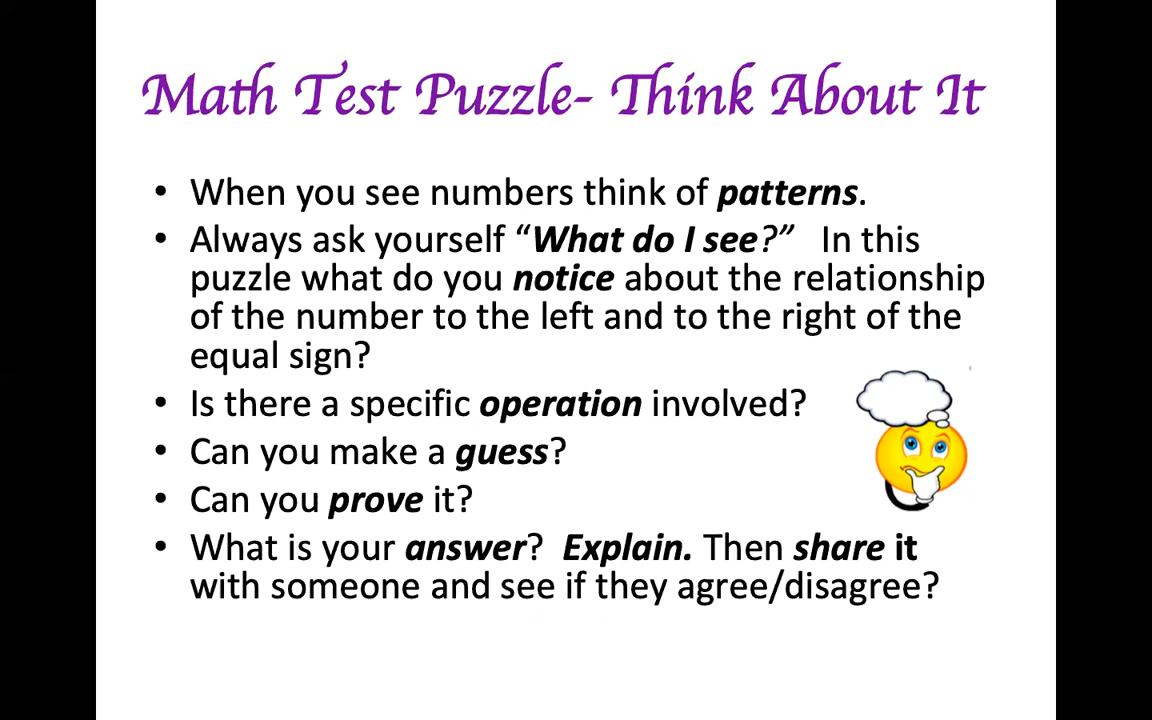 Math Test Puzzle- Think About It
• When you see numbers think of patterns.
• Always ask yourself “What do I see?” In this
puzzle what do you notice about the relationship
of the number to the left and to the right of the
equal sign?
• Is there a specific operation involved?
• Can you make a guess?
• Can you prove it?
• What is your answer? Explain. Then share it
with someone and see if they agree/disagree?